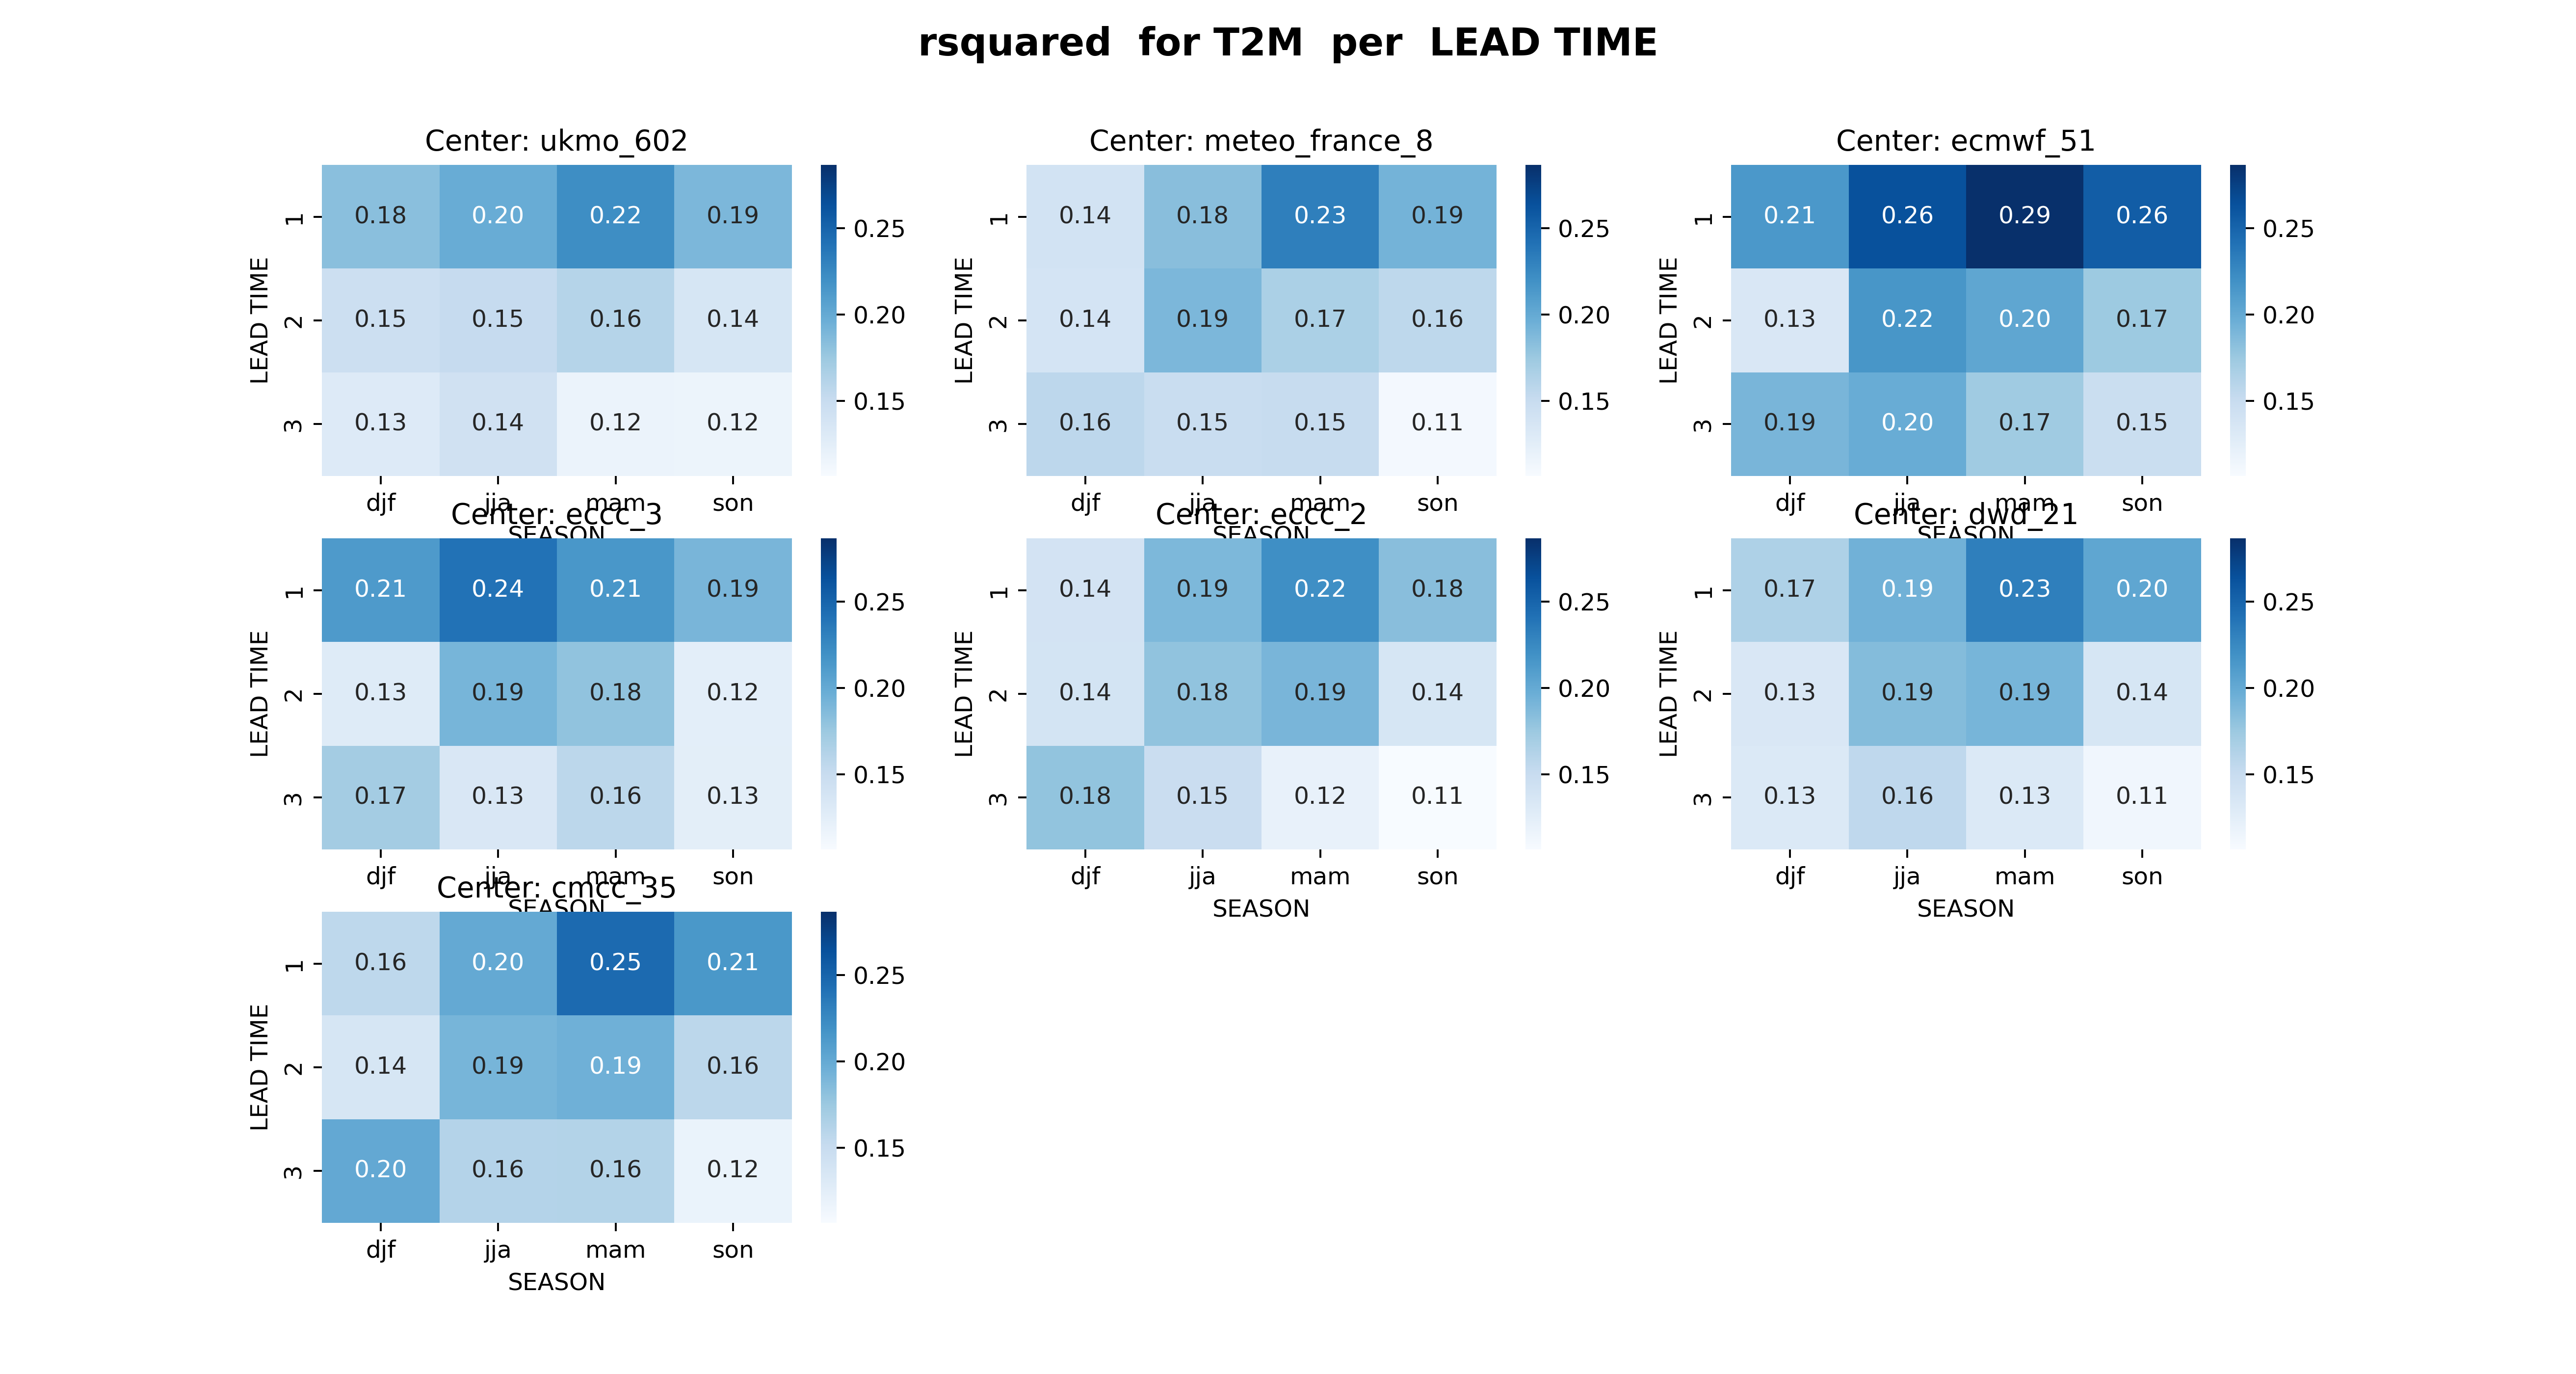 rsquared  for T2M  per  LEAD TIME
Center: ukmo_602
LEAD TIME
1 0.18 0.20 0.22 0.19
2 0.15 0.15 0.16 0.14
3 0.13 0.14 0.12 0.12
djf jja mam son
SEASON
0.25
0.20
0.15
Center: meteo_france_8
LEAD TIME
1 0.14 0.18 0.23 0.19
2 0.14 0.19 0.17 0.16
3 0.16 0.15 0.15 0.11
djf jja mam son
SEASON
0.25
0.20
0.15
Center: ecmwf_51
LEAD TIME
1 0.21 0.26 0.29 0.26
2 0.13 0.22 0.20 0.17
3 0.19 0.20 0.17 0.15
djf jja mam son
SEASON
0.25
0.20
0.15
Center: eccc_3
LEAD TIME
1 0.21 0.24 0.21 0.19
2 0.13 0.19 0.18 0.12
3 0.17 0.13 0.16 0.13
djf jja mam son
SEASON
0.25
0.20
0.15
Center: eccc_2
LEAD TIME
1 0.14 0.19 0.22 0.18
2 0.14 0.18 0.19 0.14
3 0.18 0.15 0.12 0.11
djf jja mam son
SEASON
0.25
0.20
0.15
Center: dwd_21
LEAD TIME
1 0.17 0.19 0.23 0.20
2 0.13 0.19 0.19 0.14
3 0.13 0.16 0.13 0.11
djf jja mam son
SEASON
0.25
0.20
0.15
Center: cmcc_35
LEAD TIME
1 0.16 0.20 0.25 0.21
2 0.14 0.19 0.19 0.16
3 0.20 0.16 0.16 0.12
djf jja mam son
SEASON
0.25
0.20
0.15